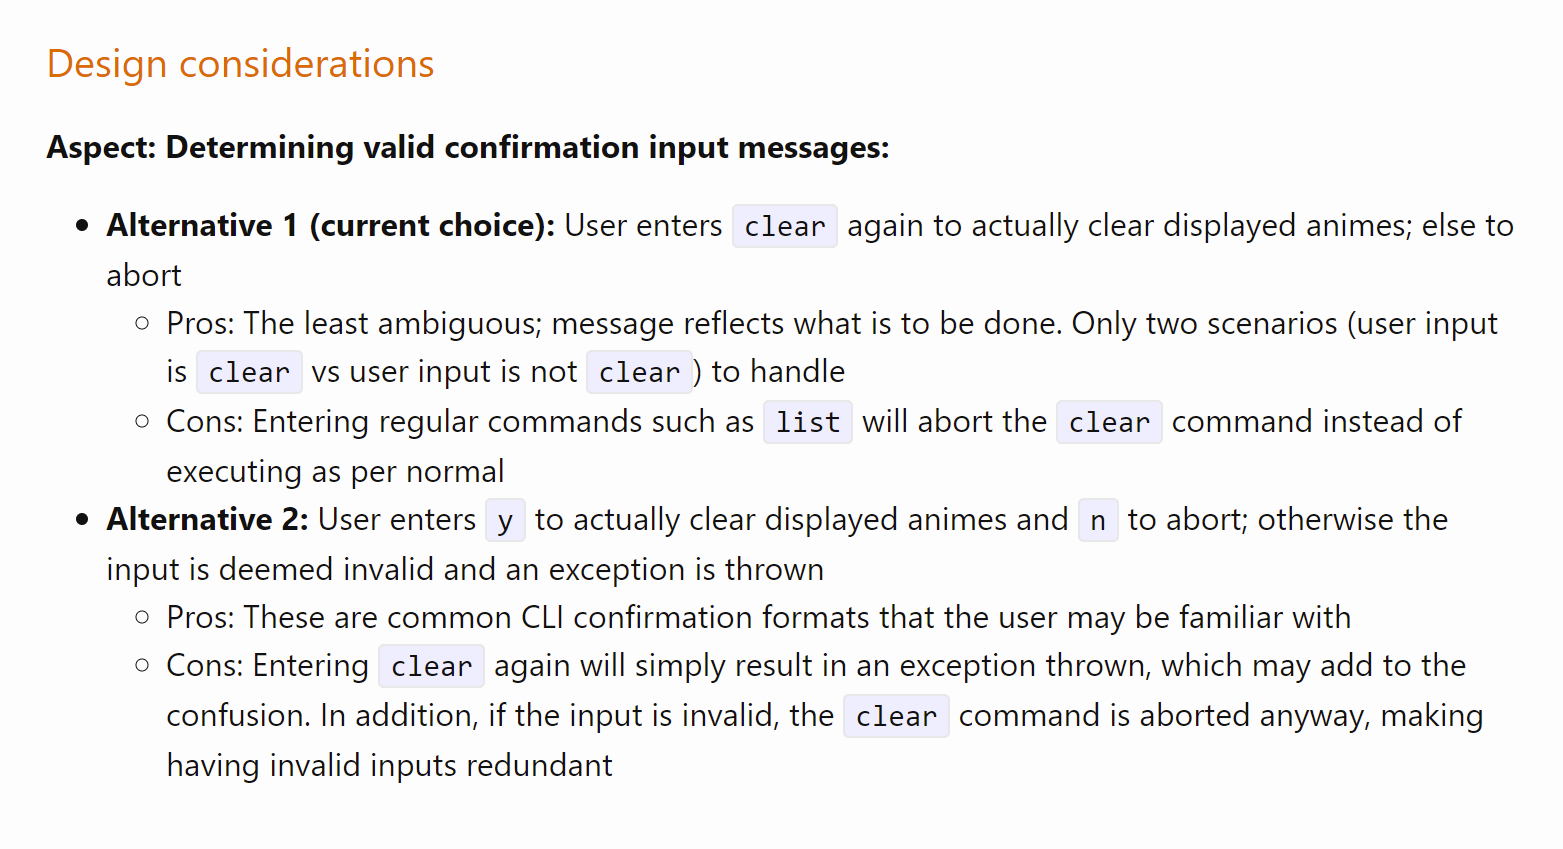 Design considerations
Aspect: Determining valid confirmation input messages:
Alternative 1 (current choice): User enters clear again to actually clear displayed animes; else to
abort
Pros: The least ambiguous; message reflects what is to be done. Only two scenarios (user input
is clear vs user input is not clear) to handle
Cons: Entering regular commands such as list will abort the clear command instead of
executing as per normal
Alternative 2: User enters y to actually clear displayed animes and n to abort; otherwise the
input is deemed invalid and an exception is thrown
Pros: These are common CLI confirmation formats that the user may be familiar with
Cons: Entering clear again will simply result in an exception thrown, which may add to the
confusion. In addition, if the input is invalid, the clear command is aborted anyway, making
having invalid inputs redundant